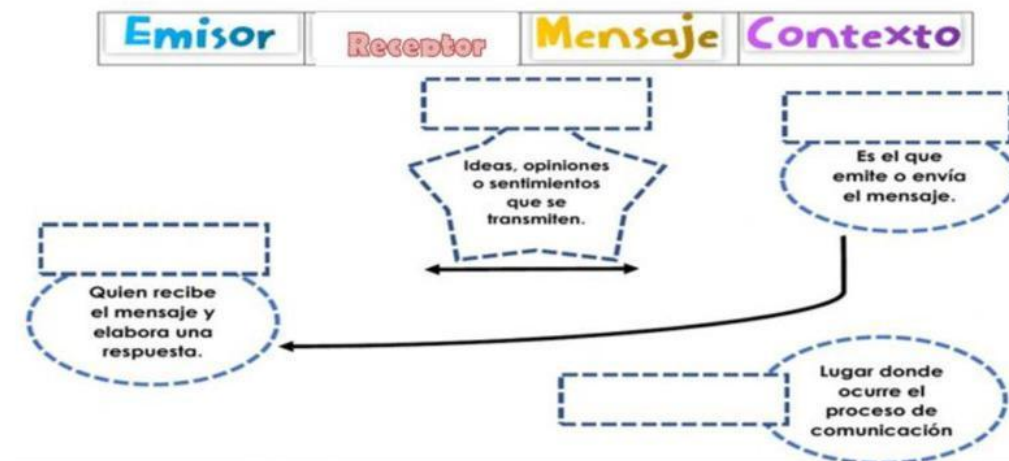 Emisor Receptor Mensaje Contexto
Ideas, opiniones
o sentimientos
que se
transmiten.
Es el que
emite o envía
el mensaje.
Quien recibe
el mensaje y
elabora una
respuesta.
Lugar donde
ocurre el
proceso de
comunicación